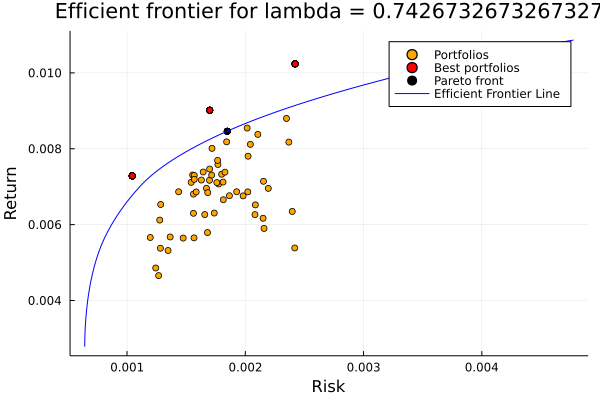 Efficient frontier for lambda = 0.7426732673267327
0.010
0.008
0.006
0.004
Return
Portfolios
Best portfolios
Pareto front
Efficient Frontier Line
0.001
0.002
0.003
0.004
Risk